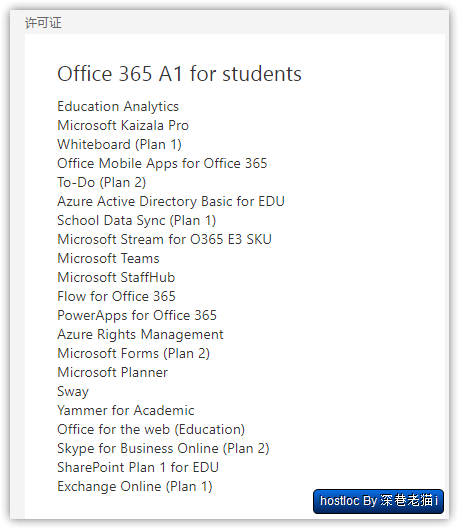 许可证
Office 365 A1 for students
Education Analytics
Microsoft Kaizala Pro
Whiteboard (Plan 1)
Office Mobile Apps for Office 365
To-Do (Plan 2)
Azure Active Directory Basic for EDU
School Data Sync (Plan 1)
Microsoft Stream for O365 E3 SKU
Microsoft Teams
Microsoft StaffHub
Flow for Office 365
PowerApps for Office 365
Azure Rights Management
Microsoft Forms (Plan 2)
Microsoft Planner
Sway
Yammer for Academic
Office for the web (Education)
Skype for Business Online (Plan 2)
SharePoint Plan 1 for EDU
Exchange Online (Plan 1)
hostloc By 深巷老猫i